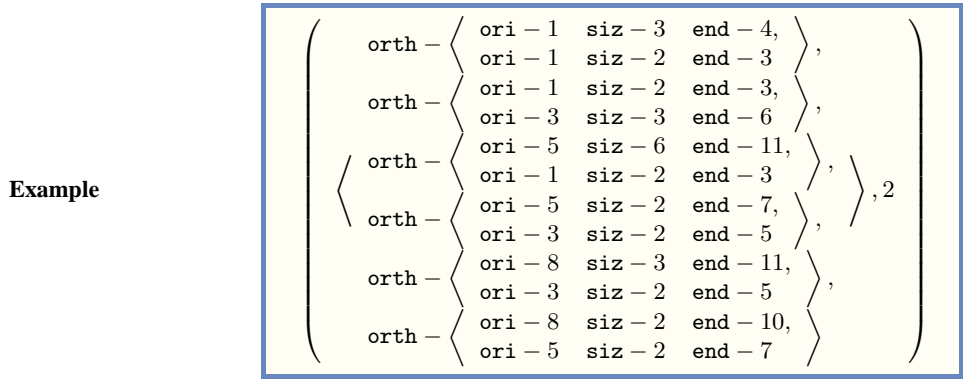 orth − ⟨ ori − 1 siz − 3 end − 4,
ori − 1 siz − 2 end − 3 ⟩,
orth − ⟨ ori − 1 siz − 2 end − 3,
ori − 3 siz − 3 end − 6 ⟩,
orth − ⟨ ori − 5 siz − 6 end − 11,
ori − 1 siz − 2 end − 3 ⟩,
Example ( ⟨ ⟩, 2 )
orth − ⟨ ori − 5 siz − 2 end − 7,
ori − 3 siz − 2 end − 5 ⟩,
orth − ⟨ ori − 8 siz − 3 end − 11,
ori − 3 siz − 2 end − 5 ⟩,
orth − ⟨ ori − 8 siz − 2 end − 10,
ori − 5 siz − 2 end − 7 ⟩